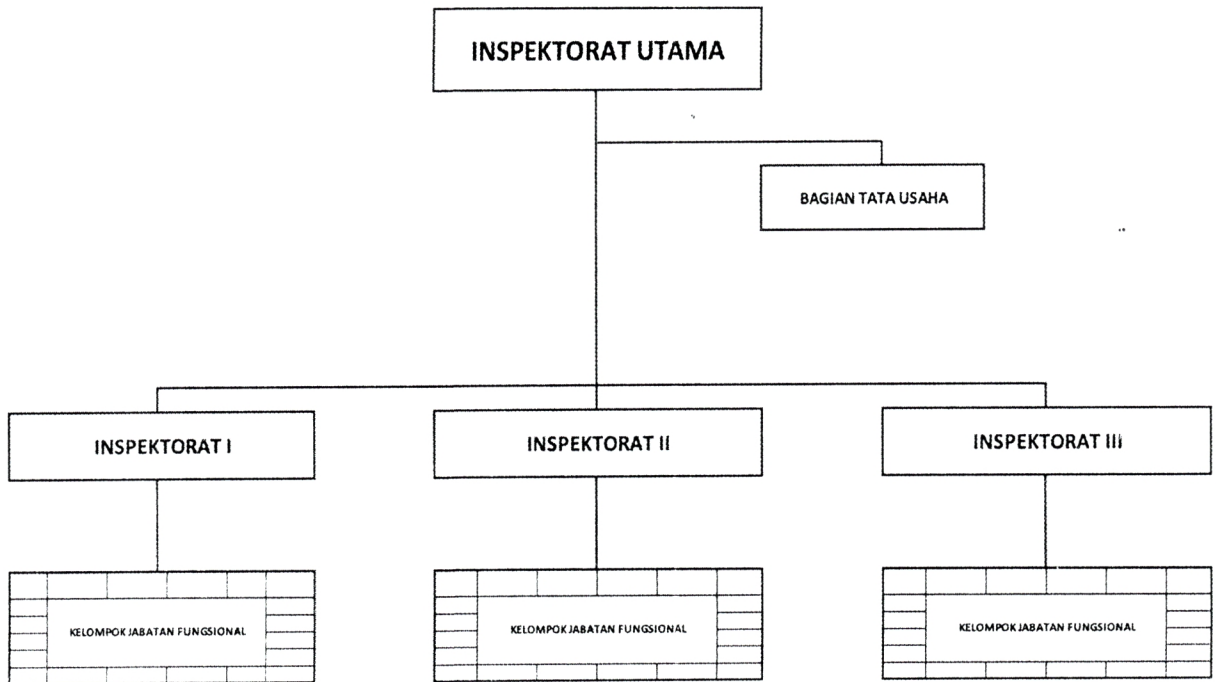 INSPEKTORAT UTAMA
BAGIAN TATA USAHA
INSPEKTORAT I
INSPEKTORAT II
INSPEKTORAT III
KELOMPOK JABATAN FUNGSIONAL
KELOMPOK JABATAN FUNGSIONAL
KELOMPOK JABATAN FUNGSIONAL